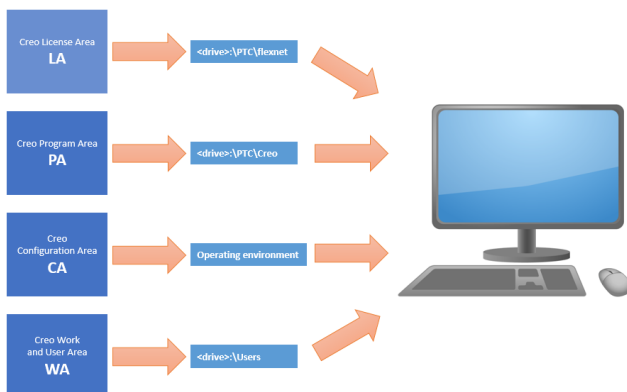 Creo License Area
LA
<drive>:\PTC\flexnet
Creo Program Area
PA
<drive>:\PTC\Creo
Creo
Configuration Area
CA
Operating environment
Creo Work
and User Area
WA
<drive>:\Users